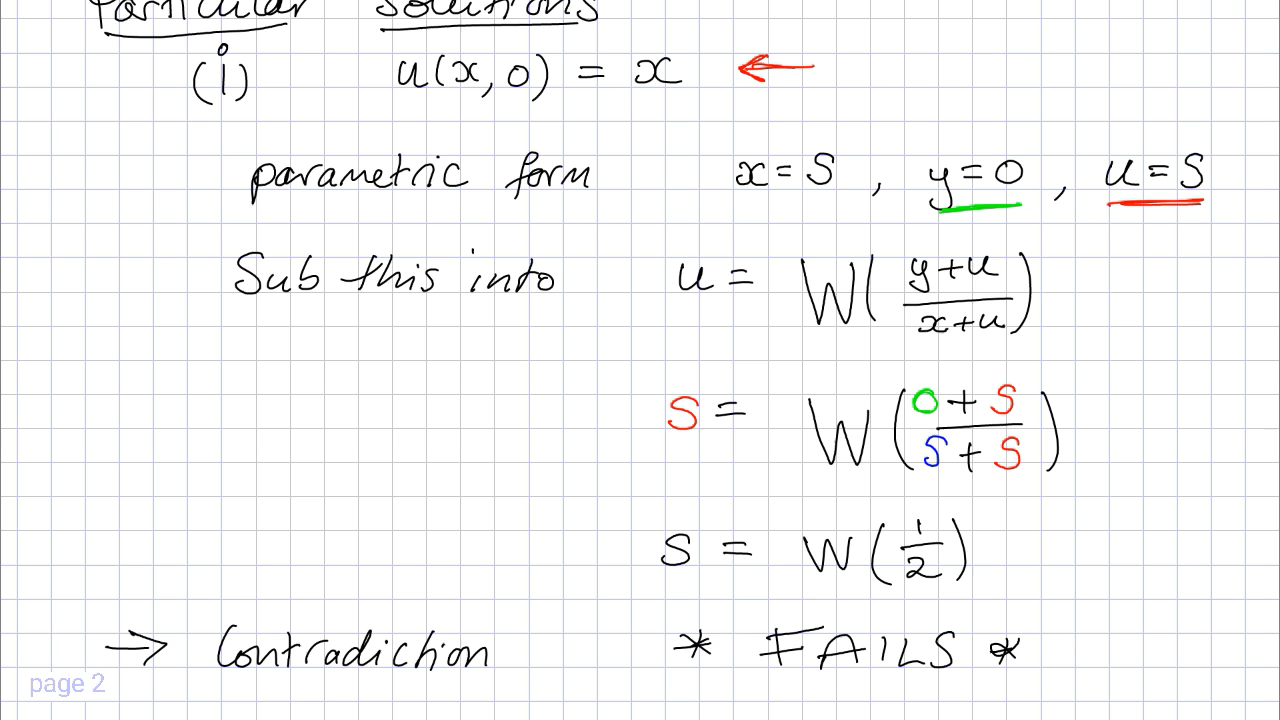 Particular solutions
(i) u(x, 0) = x ←
parametric form x = S , y = 0 , u = S
Sub this into u = W( (y+u)/(x+u) )
S = W( (0+S)/(S+S) )
S = W( 1/2 )
→ Contradiction * FAILS *
page 2